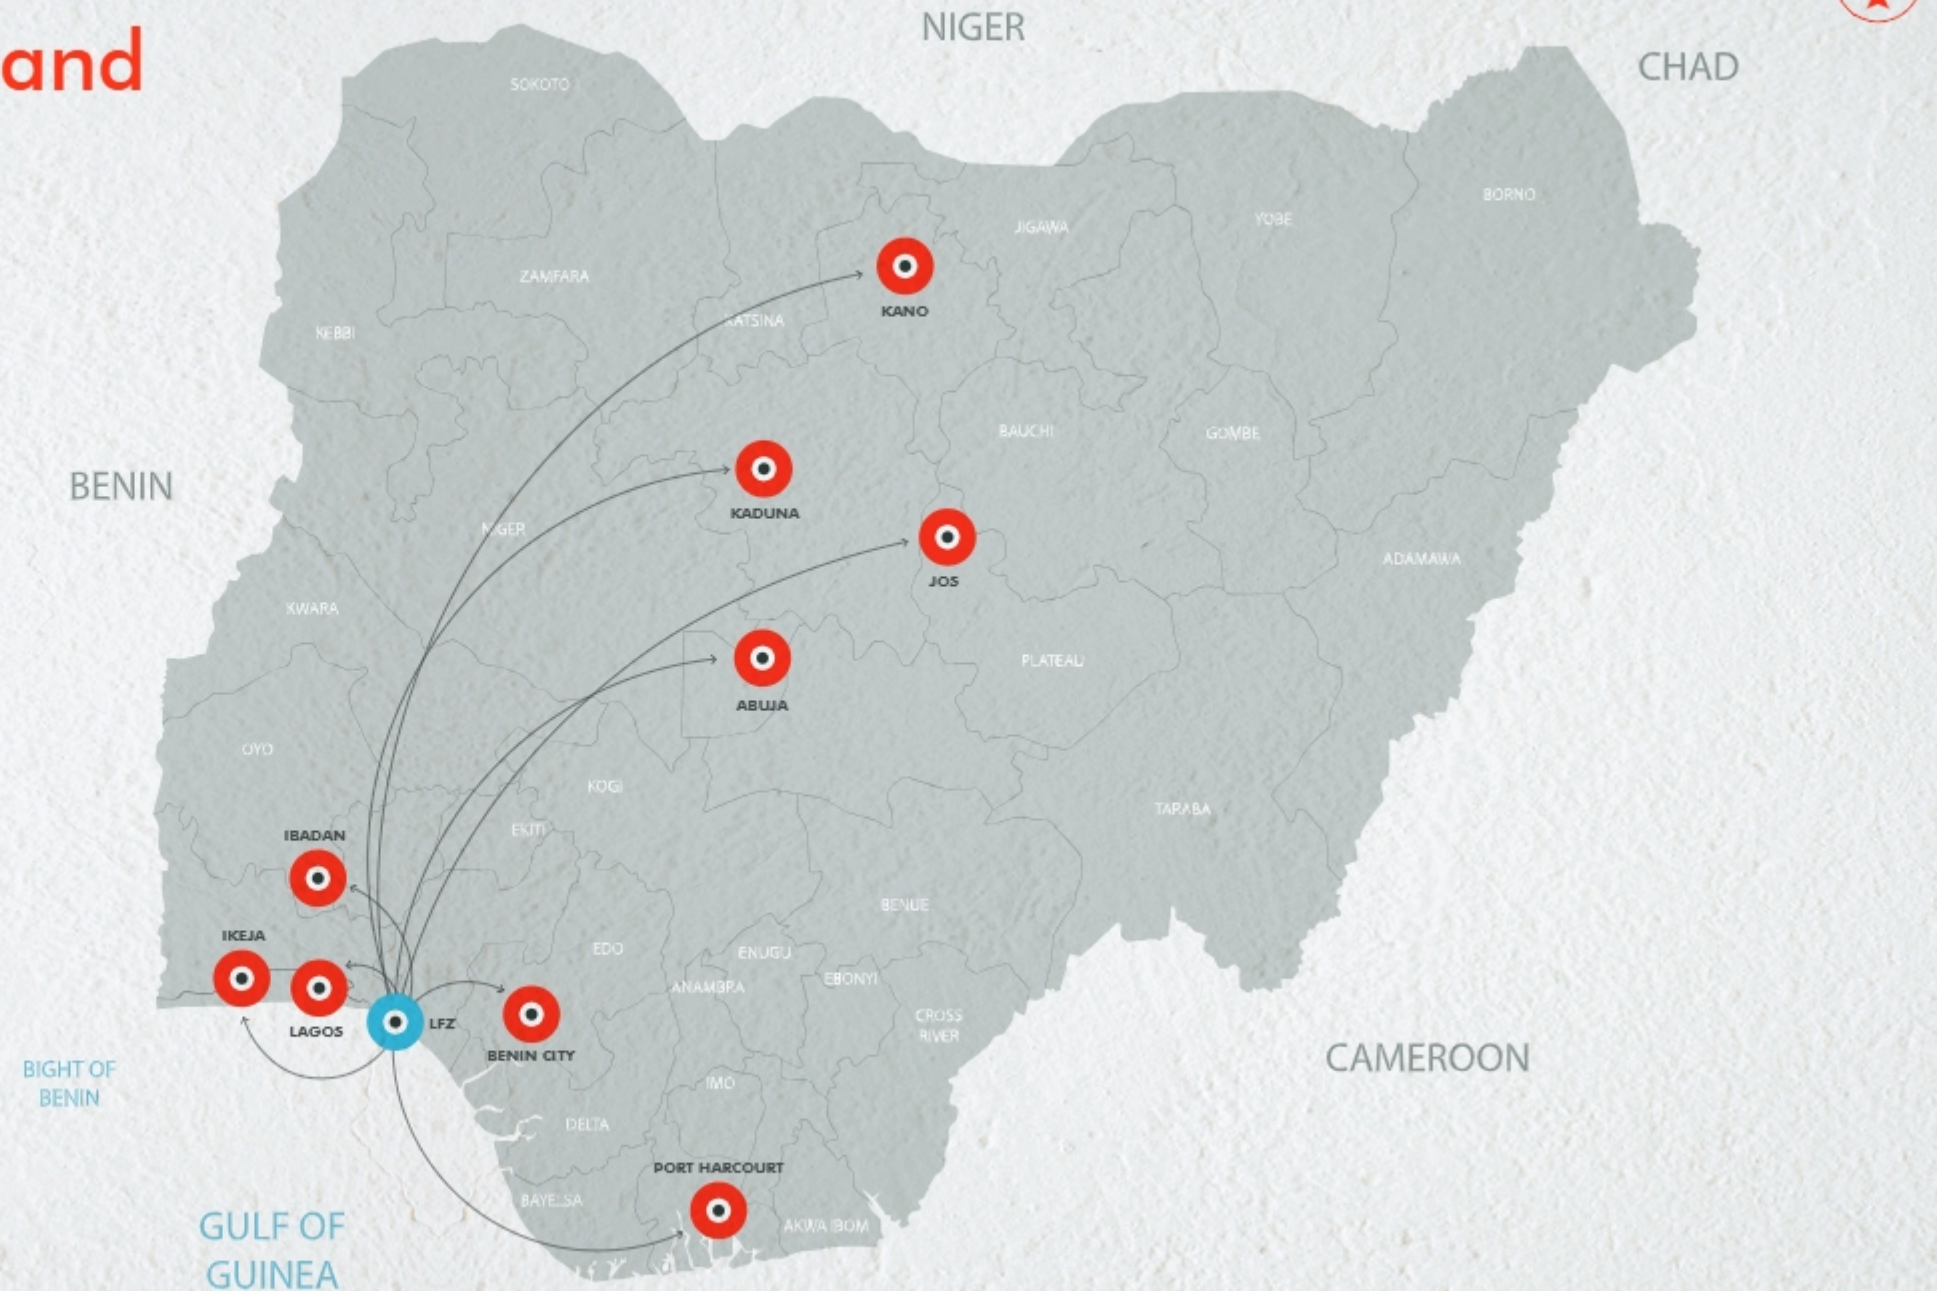 and
NIGER
CHAD
SOKOTO
BORNO
YOBE
JIGAWA
ZAMFARA
KANO
KATSINA
KEBBI
BAUCHI
GOMBE
BENIN
KADUNA
NIGER
ADAMAWA
JOS
KWARA
PLATEAU
ABUJA
OYO
KOGI
TARABA
EKITI
IBADAN
BENUE
IKEJA
EDO
ENUGU
EBONYI
ANAMBRA
CROSS
RIVER
LAGOS
LFZ
BENIN CITY
CAMEROON
BIGHT OF
BENIN
IMO
DELTA
PORT HARCOURT
BAYELSA
AKWA IBOM
GULF OF
GUINEA